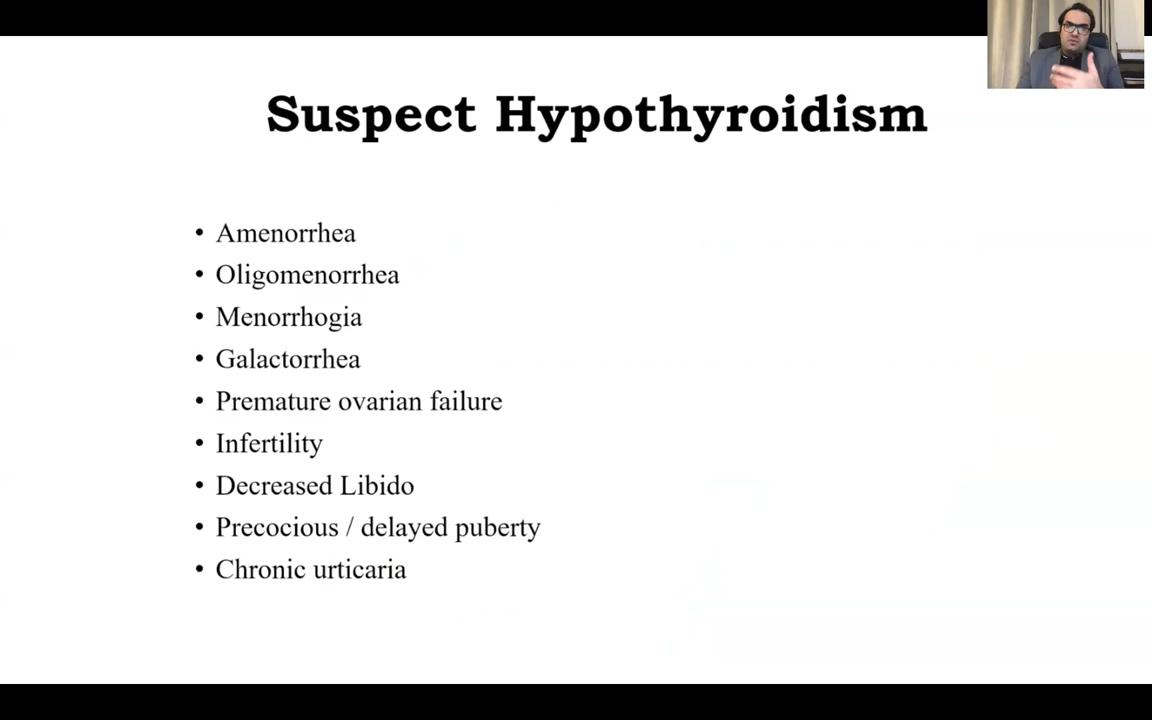 Suspect Hypothyroidism
• Amenorrhea
• Oligomenorrhea
• Menorrhogia
• Galactorrhea
• Premature ovarian failure
• Infertility
• Decreased Libido
• Precocious / delayed puberty
• Chronic urticaria